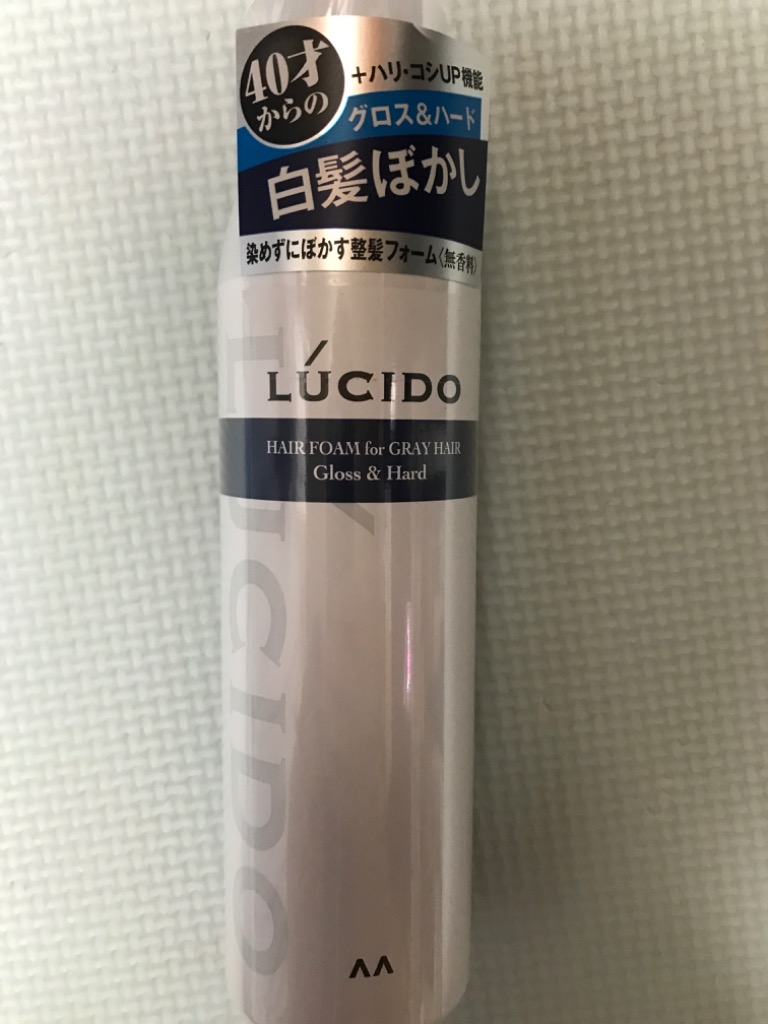 40才
からの
+ハリ・コシUP機能
グロス&ハード
白髪ぼかし
染めずにぼかす整髪フォーム〈無香料〉
LÚCIDO
HAIR FOAM for GRAY HAIR
Gloss & Hard
LÚCIDO